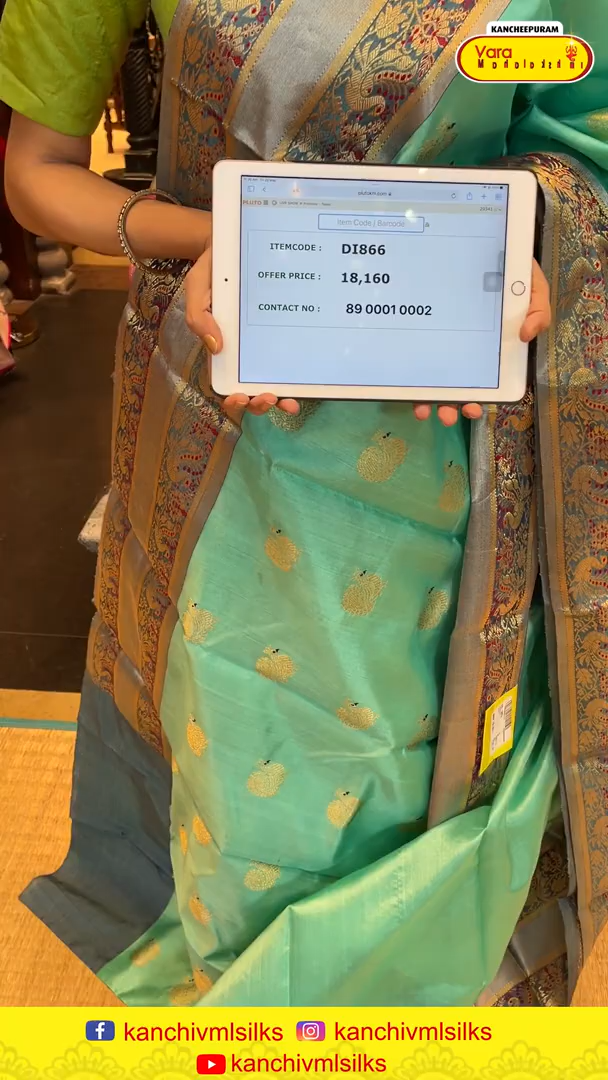 KANCHEEPURAM
Vara
Item Code / Barcode
ITEMCODE : DI866
OFFER PRICE : 18,160
CONTACT NO : 89 0001 0002
kanchivmlsilks kanchivmlsilks
kanchivmlsilks